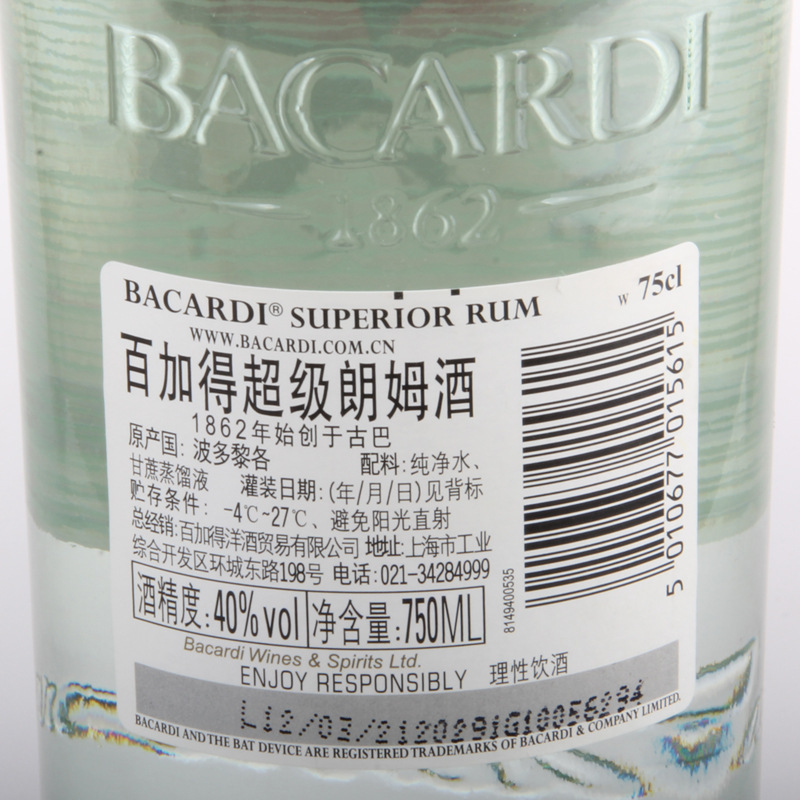 BACARDI
1862
BACARDI® SUPERIOR RUM
W 75cl
WWW.BACARDI.COM.CN
百加得超级朗姆酒
1862年始创于古巴
原产国：波多黎各 配料：纯净水、
甘蔗蒸馏液 灌装日期：(年/月/日)见背标
贮存条件：-4℃~27℃、避免阳光直射
总经销：百加得洋酒贸易有限公司 地址：上海市工业
综合开发区环城东路198号 电话：021-34284999
酒精度：40%vol 净含量：750ML
Bacardi Wines & Spirits Ltd.
ENJOY RESPONSIBLY 理性饮酒
BACARDI AND THE BAT DEVICE ARE REGISTERED TRADEMARKS OF BACARDI & COMPANY LIMITED.
8149400535
5 010677 015615